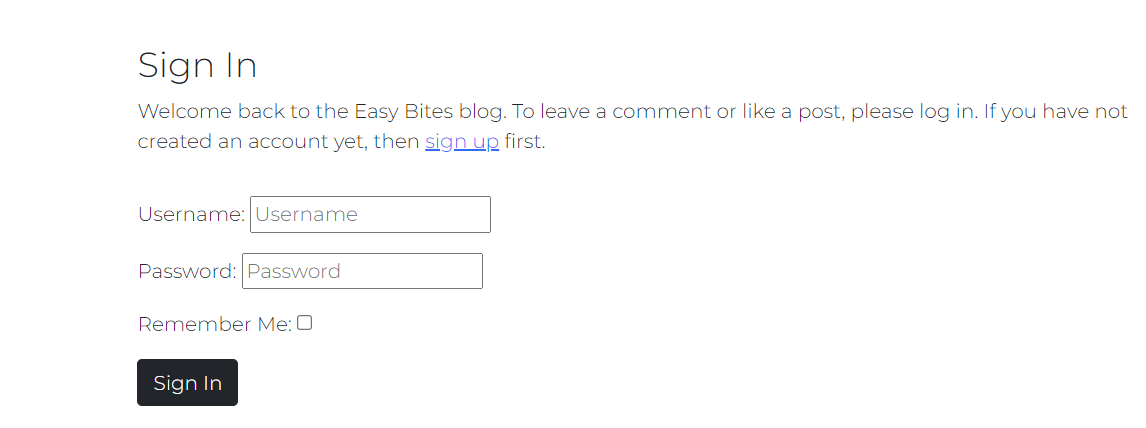 Sign In
Welcome back to the Easy Bites blog. To leave a comment or like a post, please log in. If you have not
created an account yet, then sign up first.
Username: Username
Password: Password
Remember Me:
Sign In